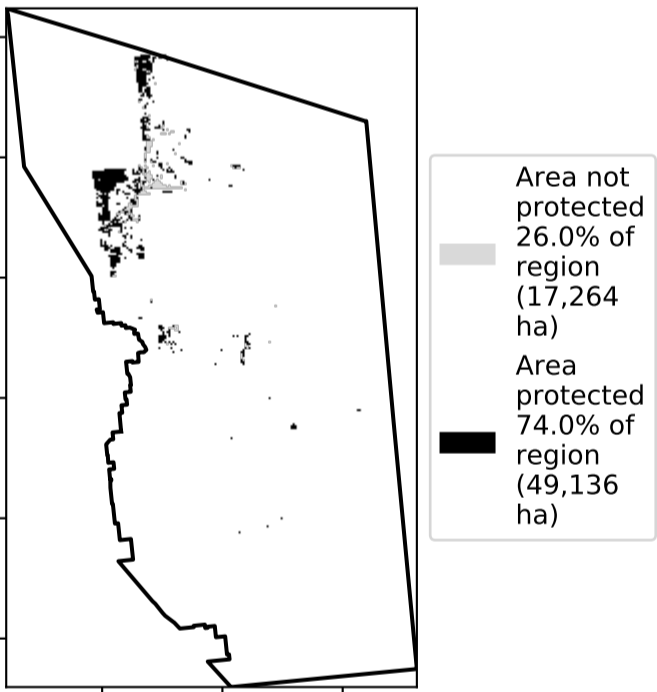 Area not
protected
26.0% of
region
(17,264
ha)
Area
protected
74.0% of
region
(49,136
ha)